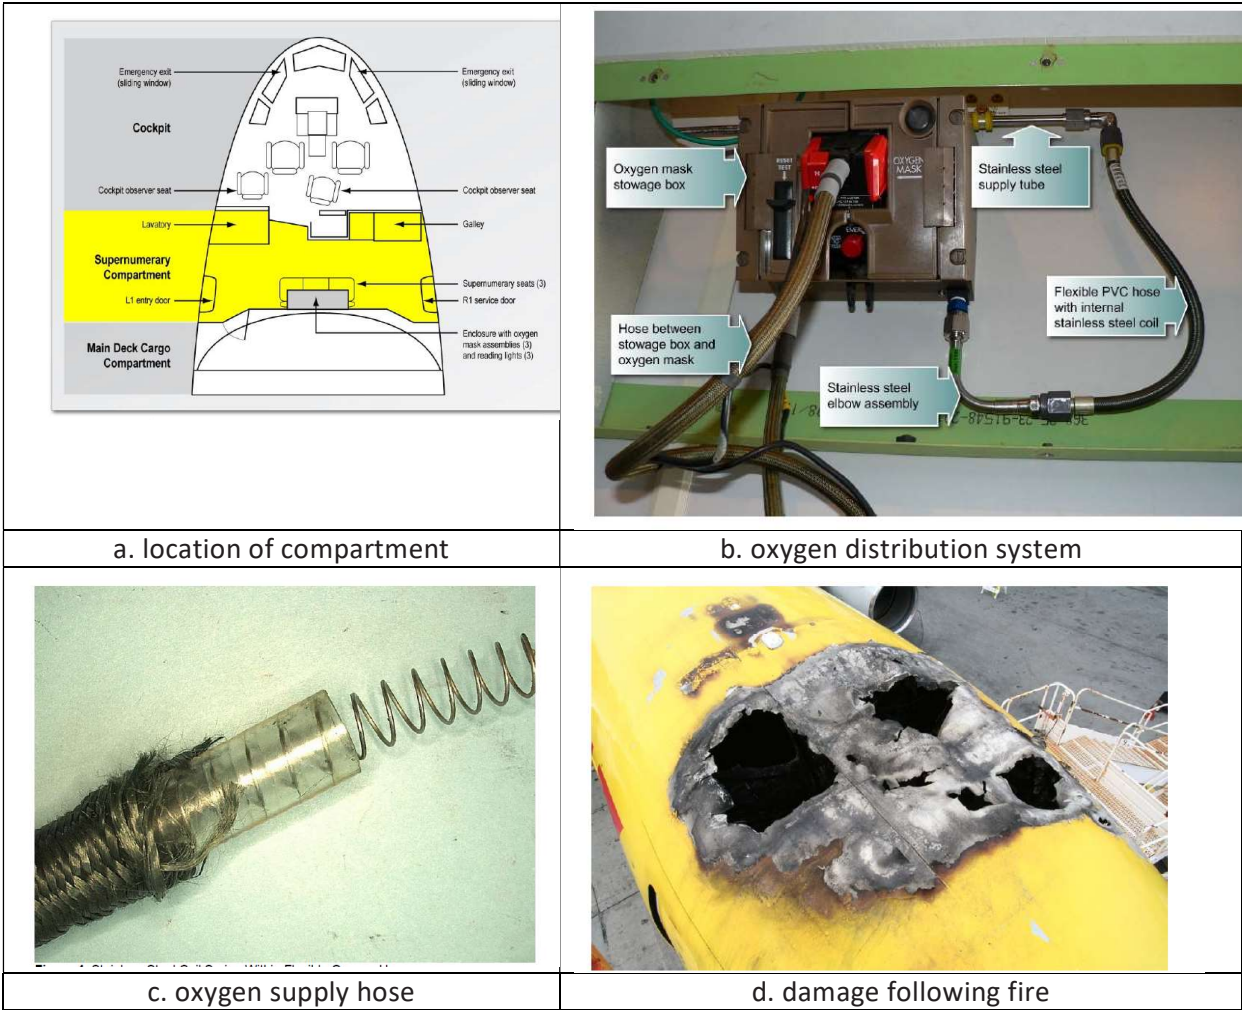 Emergency exit
(sliding window)
Emergency exit
(sliding window)
Cockpit
Cockpit observer seat
Cockpit observer seat
Lavatory
Galley
Supernumerary
Compartment
Supernumerary seats (3)
L1 entry door
R1 service door
Enclosure with oxygen
mask assemblies (3)
and reading lights (3)
Main Deck Cargo
Compartment
Oxygen mask
stowage box
RESET
TEST
OXYGEN
MASK
EMER
Stainless steel
supply tube
Flexible PVC hose
with internal
stainless steel coil
Hose between
stowage box and
oxygen mask
Stainless steel
elbow assembly
a. location of compartment
b. oxygen distribution system
c. oxygen supply hose
d. damage following fire